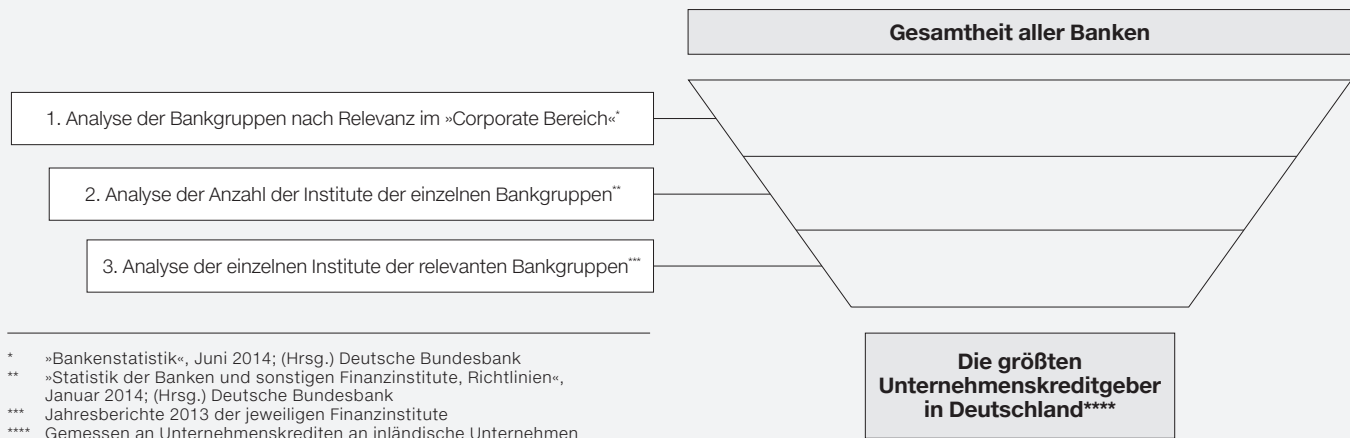 Gesamtheit aller Banken
1. Analyse der Bankgruppen nach Relevanz im »Corporate Bereich«*
2. Analyse der Anzahl der Institute der einzelnen Bankgruppen**
3. Analyse der einzelnen Institute der relevanten Bankgruppen***
* »Bankenstatistik«, Juni 2014; (Hrsg.) Deutsche Bundesbank
** »Statistik der Banken und sonstigen Finanzinstitute, Richtlinien«,
Januar 2014; (Hrsg.) Deutsche Bundesbank
*** Jahresberichte 2013 der jeweiligen Finanzinstitute
**** Gemessen an Unternehmenskrediten an inländische Unternehmen
Die größten
Unternehmenskreditgeber
in Deutschland****